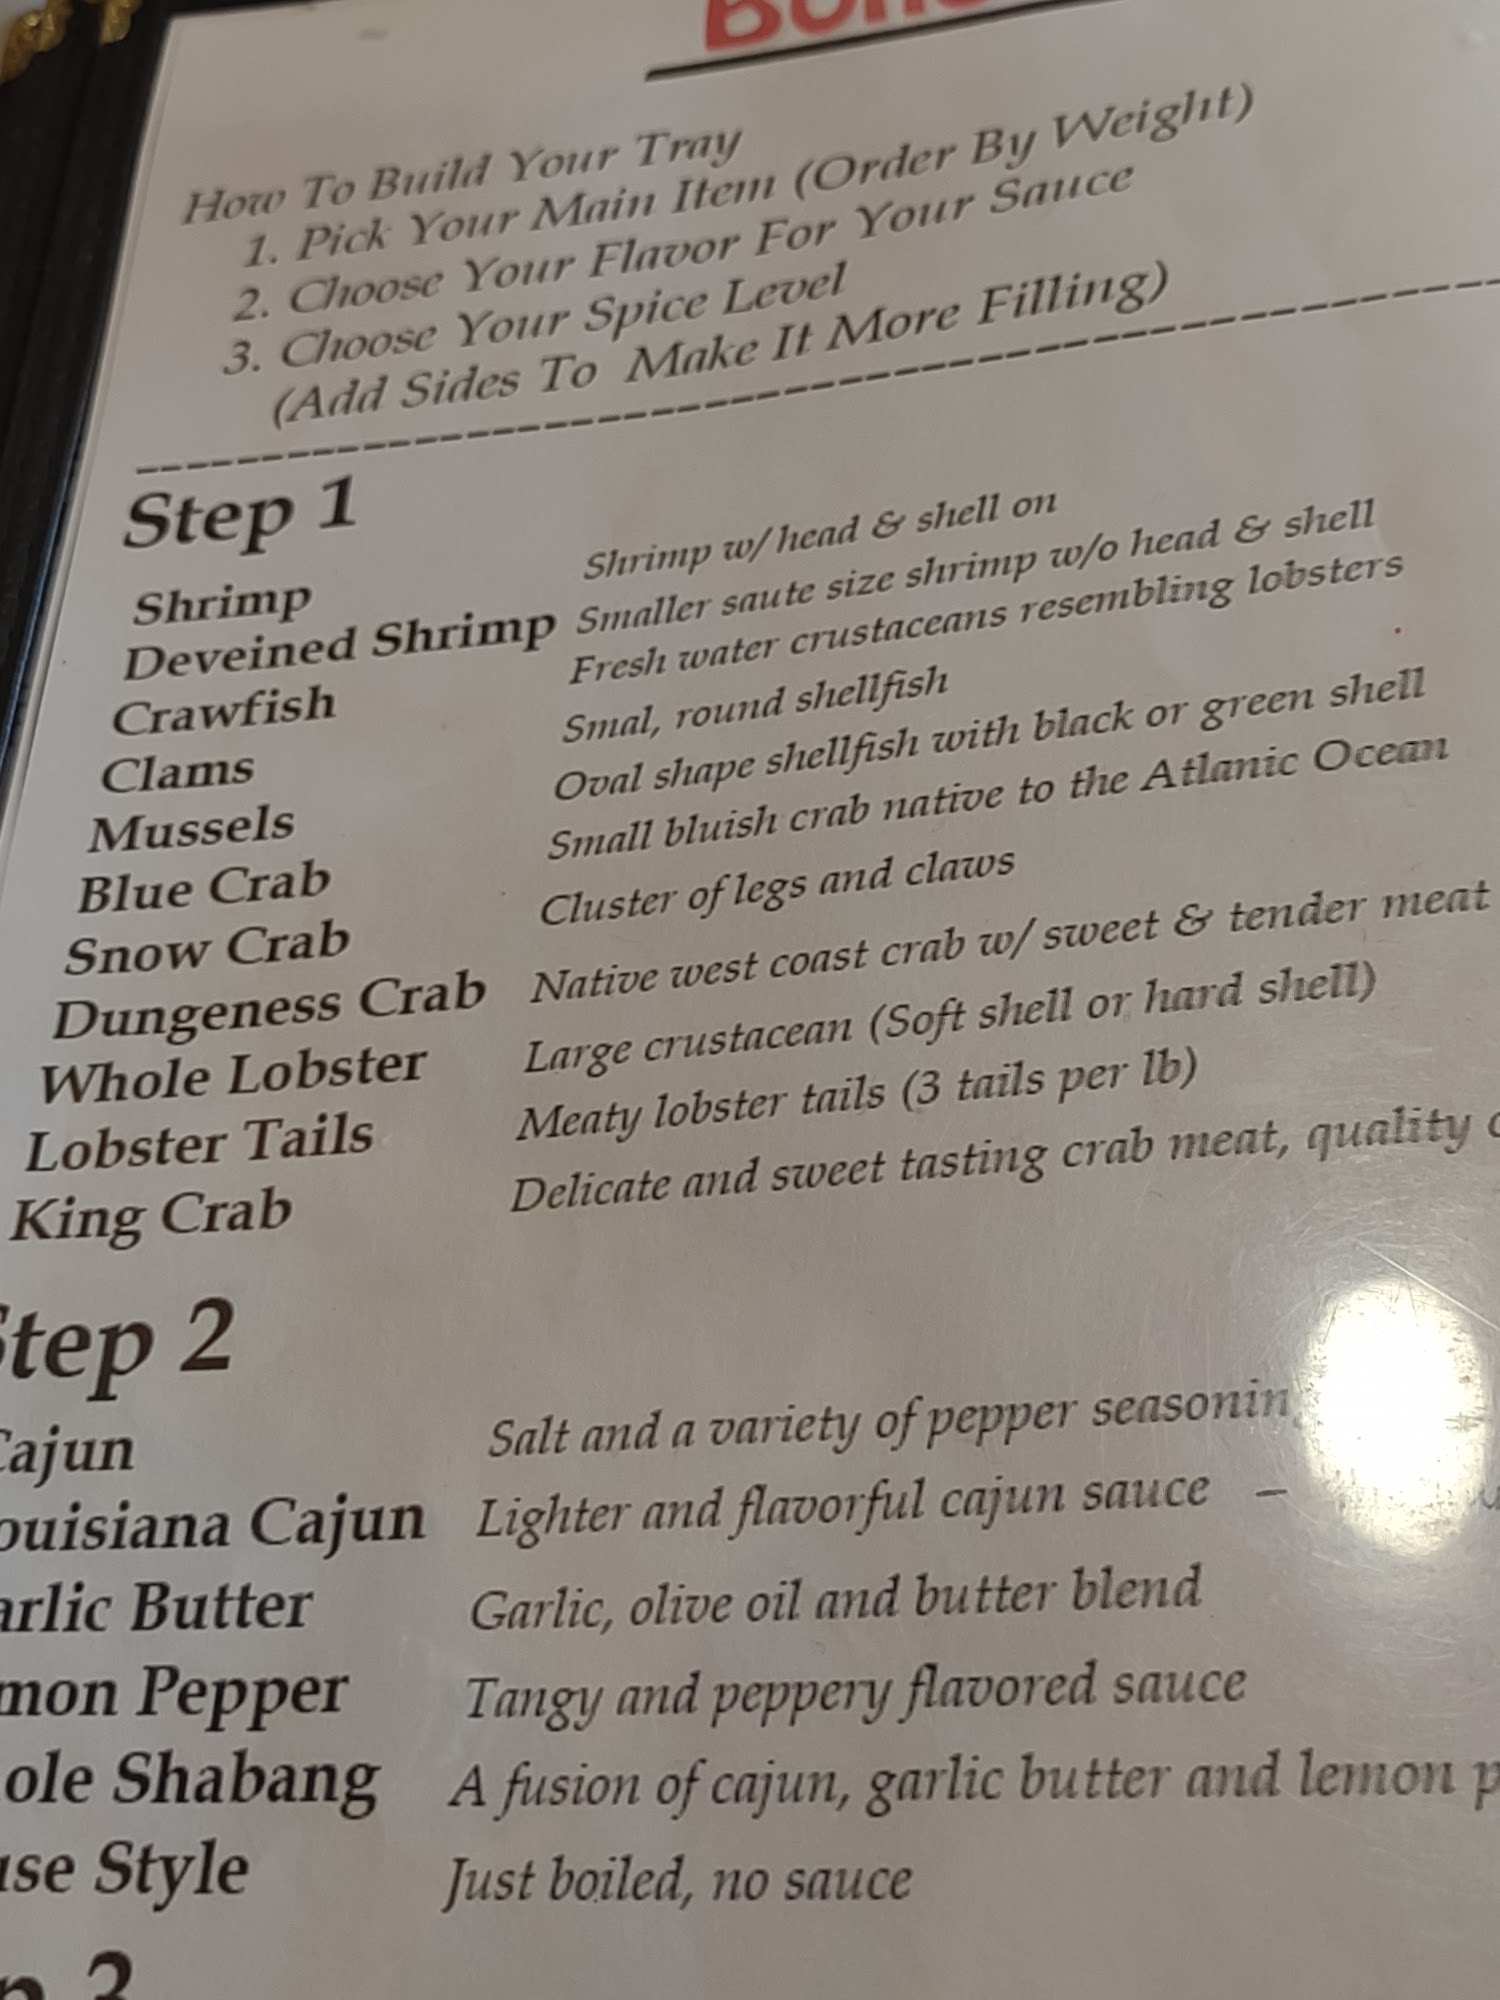 How To Build Your Tray
1. Pick Your Main Item (Order By Weight)
2. Choose Your Flavor For Your Sauce
3. Choose Your Spice Level
(Add Sides To Make It More Filling)
Step 1
Shrimp Shrimp w/ head & shell on
Deveined Shrimp Smaller saute size shrimp w/o head & shell
Crawfish Fresh water crustaceans resembling lobsters
Clams Smal, round shellfish
Mussels Oval shape shellfish with black or green shell
Blue Crab Small bluish crab native to the Atlanic Ocean
Snow Crab Cluster of legs and claws
Dungeness Crab Native west coast crab w/ sweet & tender meat
Whole Lobster Large crustacean (Soft shell or hard shell)
Lobster Tails Meaty lobster tails (3 tails per lb)
King Crab Delicate and sweet tasting crab meat, quality
Step 2
Cajun Salt and a variety of pepper
ouisiana Cajun Lighter and flavorful cajun sauce –
arlic Butter Garlic, olive oil and butter blend
mon Pepper Tangy and peppery flavored sauce
ole Shabang A fusion of cajun, garlic butter and lemon
use Style Just boiled, no sauce
p 3